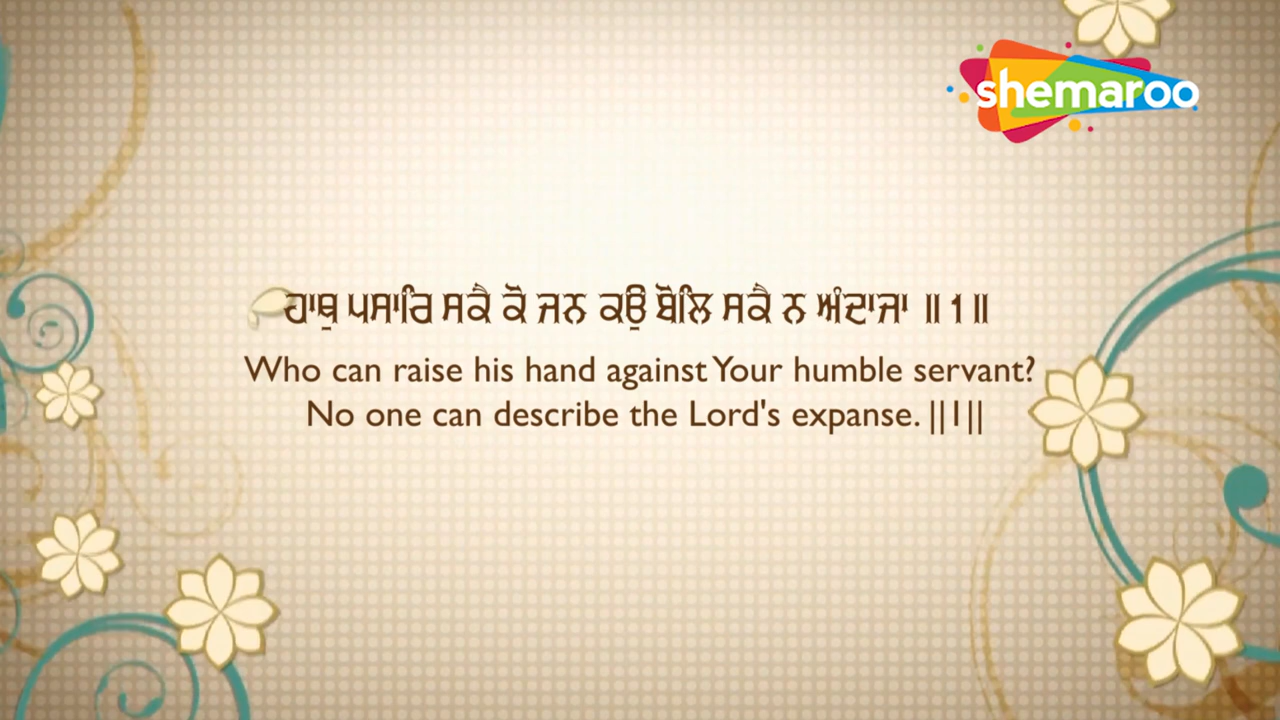 shemaroo
ਹਾਥੁ ਪਸਾਰਿ ਸਕੈ ਕੋ ਜਨ ਕਉ ਬੋਲਿ ਸਕੈ ਨ ਅੰਦਾਜਾ ॥1॥
Who can raise his hand against Your humble servant?
No one can describe the Lord's expanse. ||1||